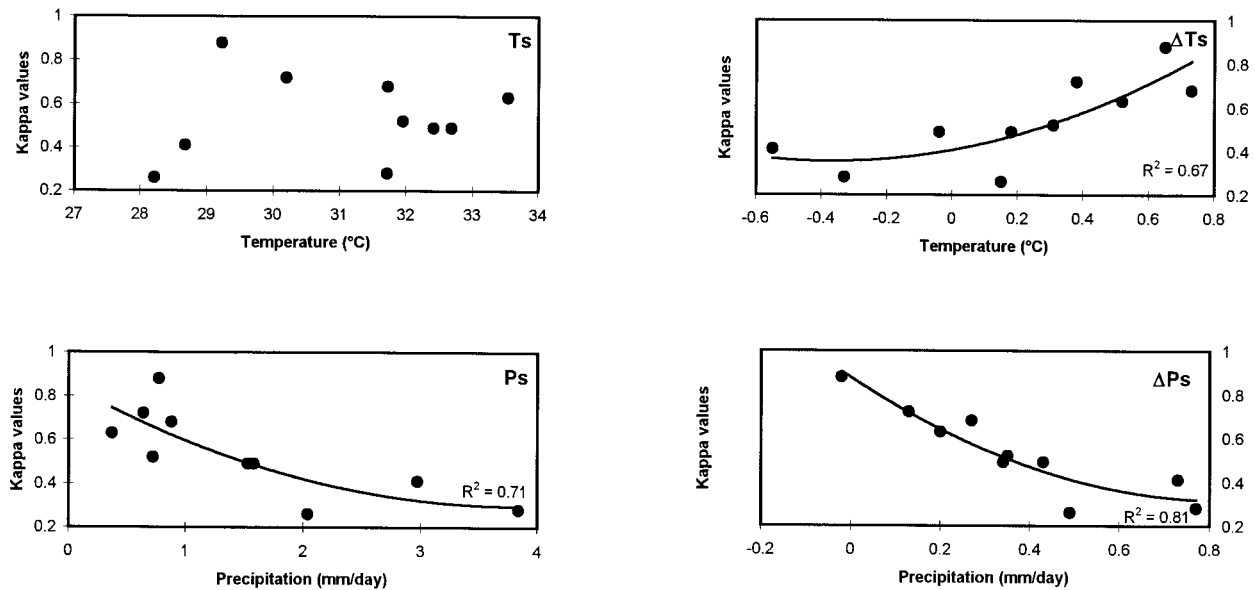 Ts
Kappa values
1
0.8
0.6
0.4
0.2
27 28 29 30 31 32 33 34
Temperature (°C)
ΔTs
Kappa values
1
0.8
0.6
0.4
0.2
R² = 0.67
-0.6 -0.4 -0.2 0 0.2 0.4 0.6 0.8
Temperature (°C)
Ps
Kappa values
1
0.8
0.6
0.4
0.2
R² = 0.71
0 1 2 3 4
Precipitation (mm/day)
ΔPs
Kappa values
1
0.8
0.6
0.4
0.2
R² = 0.81
-0.2 0 0.2 0.4 0.6 0.8
Precipitation (mm/day)